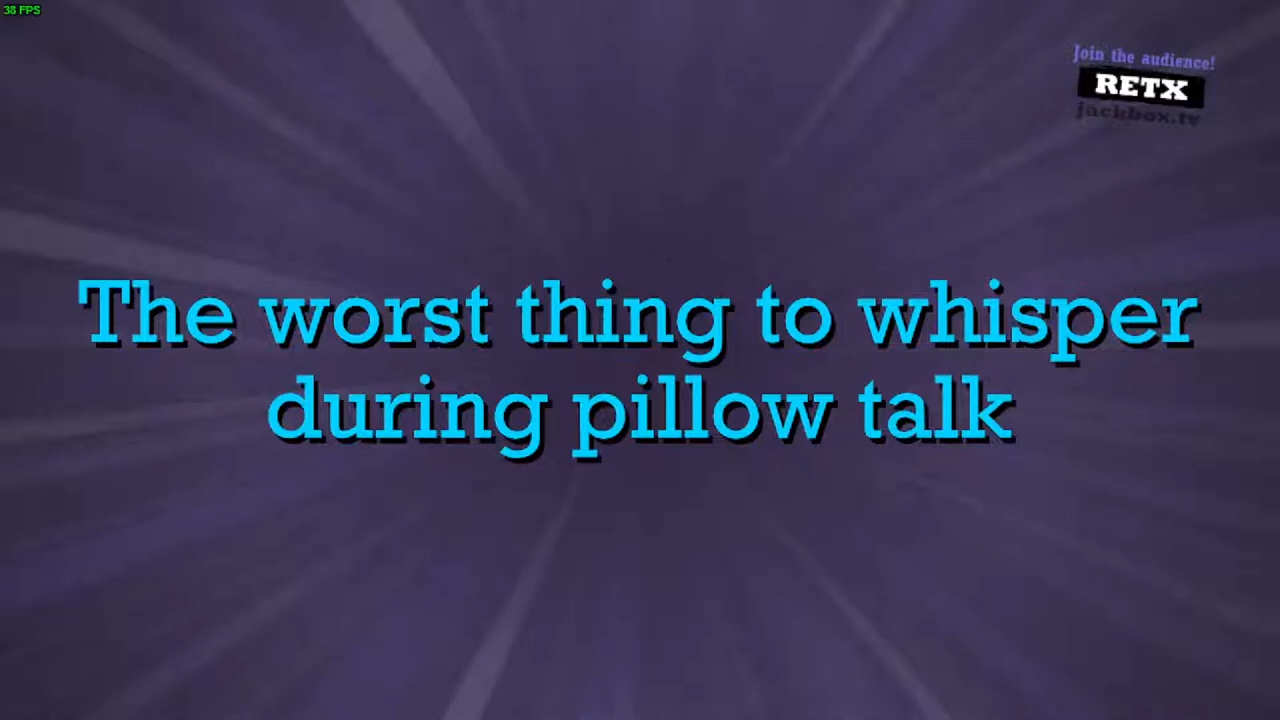 38 FPS
Join the audience!
RETX
jackbox.tv
The worst thing to whisper
during pillow talk